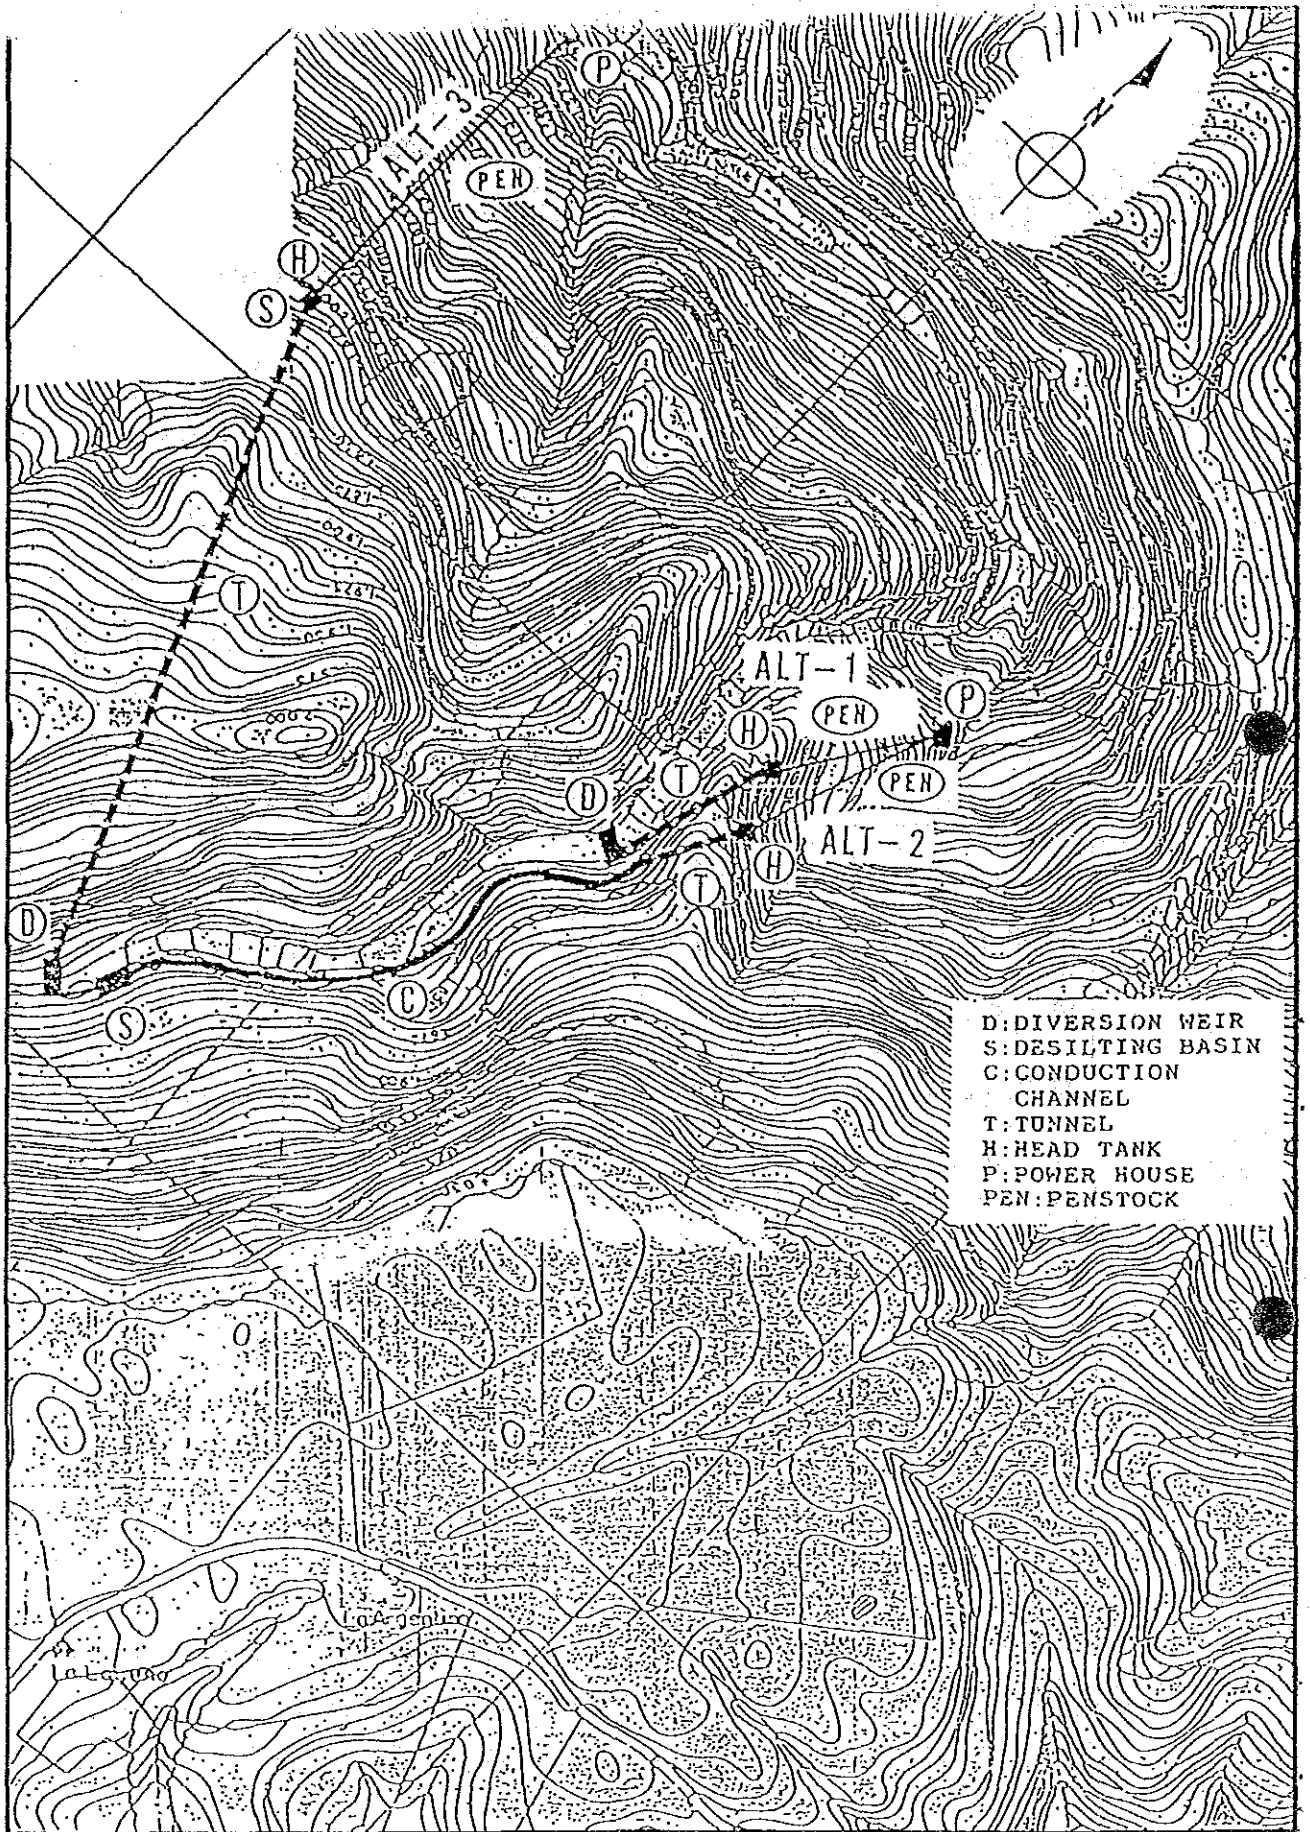 P
N
ALT-3
PEN
H
S
T
ALT-1
P
PEN
H
T
PEN
D
ALT-2
H
T
D
C
S
D:DIVERSION WEIR
S:DESILTING BASIN
C:CONDUCTION
CHANNEL
T:TUNNEL
H:HEAD TANK
P:POWER HOUSE
PEN:PENSTOCK